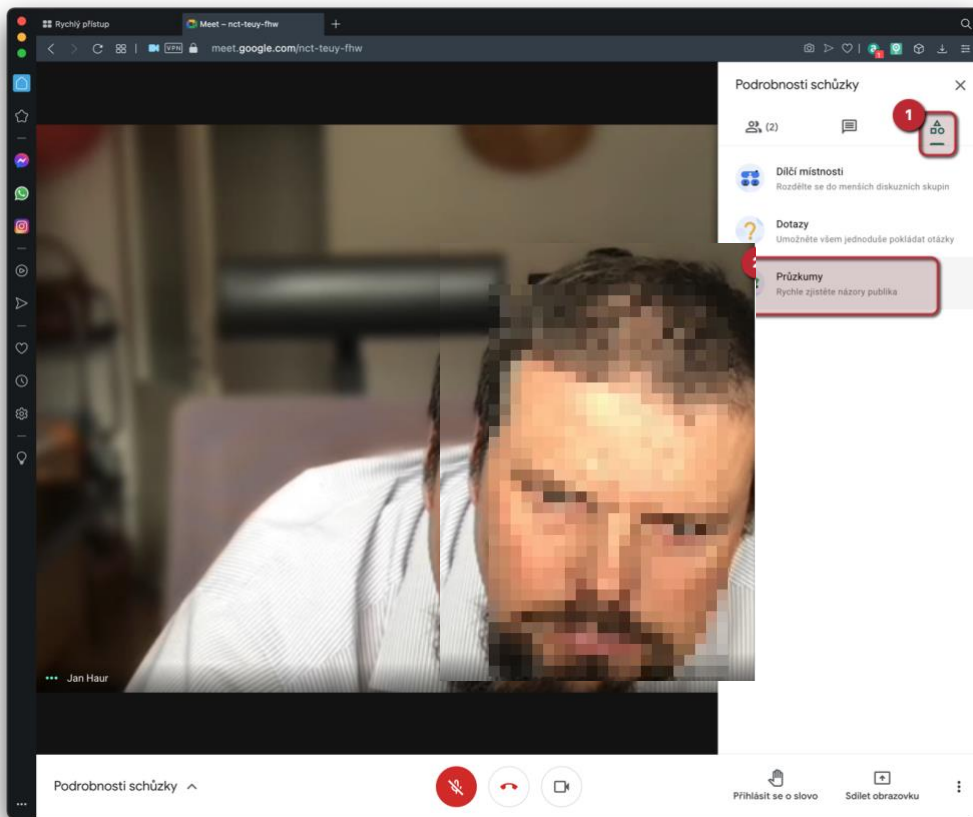 Rychlý přístup
Meet – nct-teuy-fhw
VPN
meet.google.com/nct-teuy-fhw
1
Podrobnosti schůzky
(2)
1
Dílčí místnosti
Rozdělte se do menších diskuzních skupin
Dotazy
Umožněte všem jednoduše pokládat otázky
Průzkumy
Rychle zjistěte názory publika
Jan Haur
Podrobnosti schůzky
Přihlásit se o slovo
Sdílet obrazovku